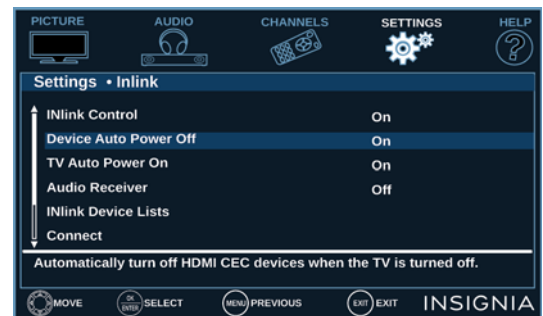 PICTURE AUDIO CHANNELS SETTINGS HELP
Settings • Inlink
INlink Control On
Device Auto Power Off On
TV Auto Power On On
Audio Receiver Off
INlink Device Lists
Connect
Automatically turn off HDMI CEC devices when the TV is turned off.
MOVE OK ENTER SELECT MENU PREVIOUS EXIT EXIT INSIGNIA